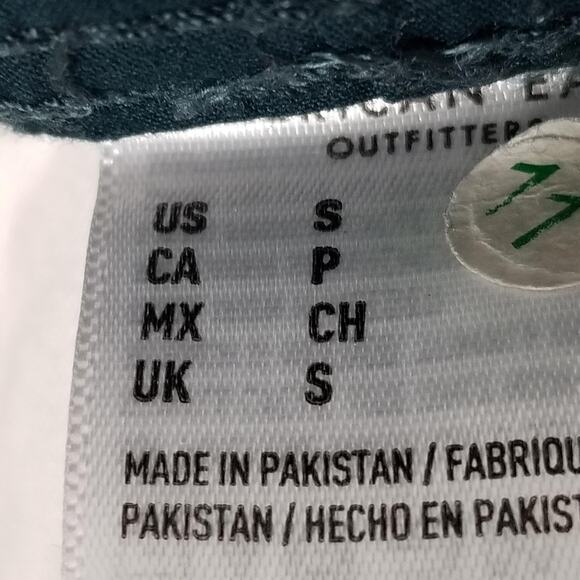 OUTFITTERS
US S
CA P
MX CH
UK S
MADE IN PAKISTAN / FABRIQU
PAKISTAN / HECHO EN PAKIST